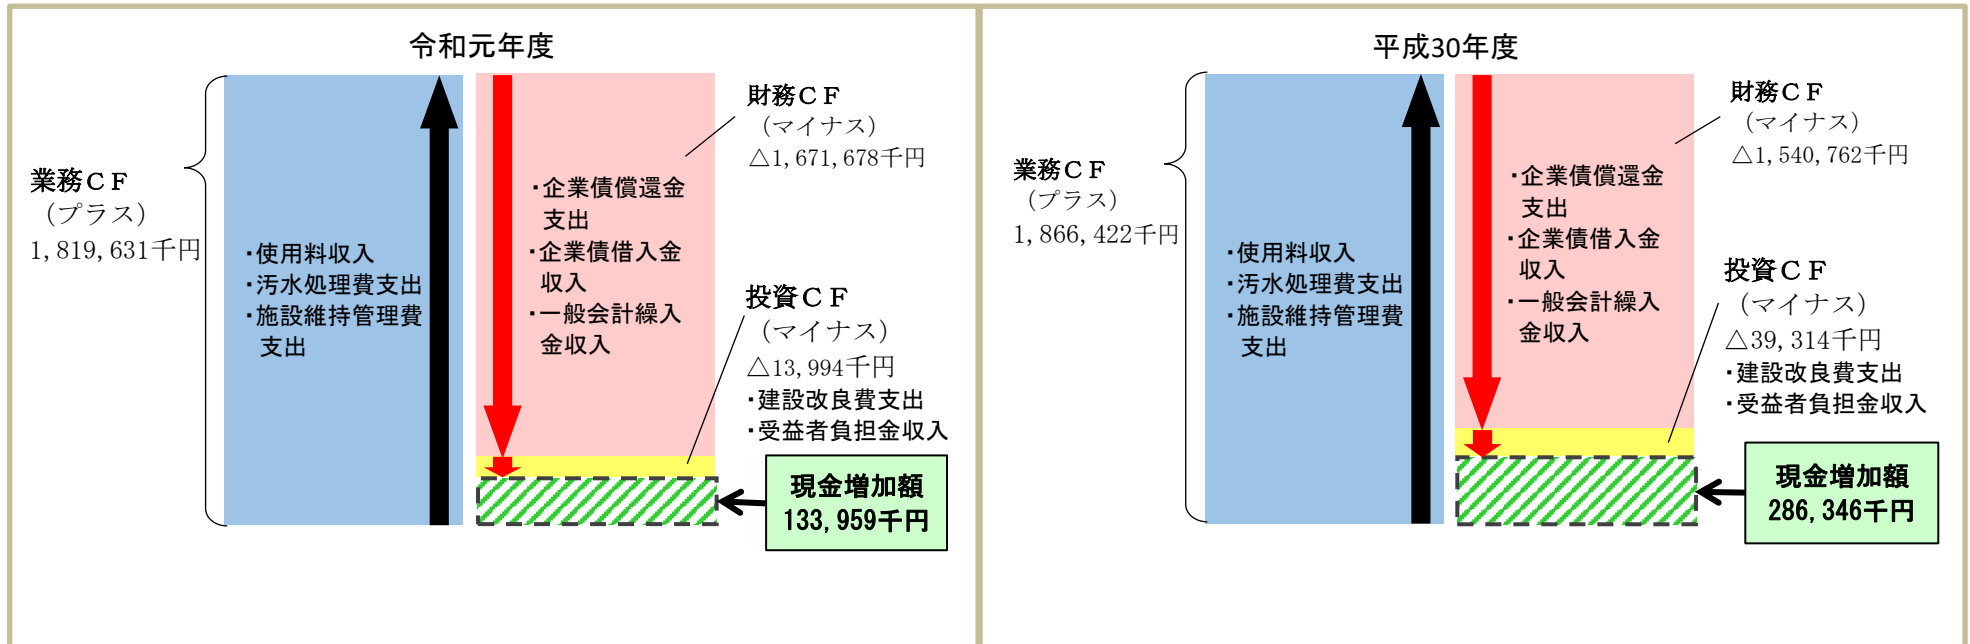 令和元年度
業務ＣＦ
（プラス）
1,819,631千円
・使用料収入
・汚水処理費支出
・施設維持管理費
支出
・企業債償還金
支出
・企業債借入金
収入
・一般会計繰入
金収入
財務ＣＦ
（マイナス）
△1,671,678千円
投資ＣＦ
（マイナス）
△13,994千円
・建設改良費支出
・受益者負担金収入
現金増加額
133,959千円
平成30年度
業務ＣＦ
（プラス）
1,866,422千円
・使用料収入
・汚水処理費支出
・施設維持管理費
支出
・企業債償還金
支出
・企業債借入金
収入
・一般会計繰入
金収入
財務ＣＦ
（マイナス）
△1,540,762千円
投資ＣＦ
（マイナス）
△39,314千円
・建設改良費支出
・受益者負担金収入
現金増加額
286,346千円